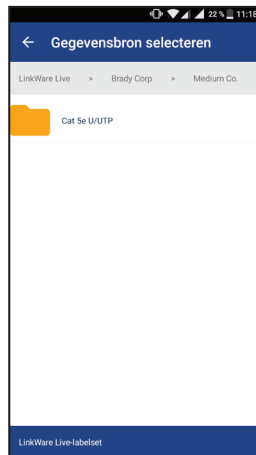 22 % 11:18
Gegevensbron selecteren
LinkWare Live > Brady Corp > Medium Co.
Cat 5e U/UTP
LinkWare Live-labelset